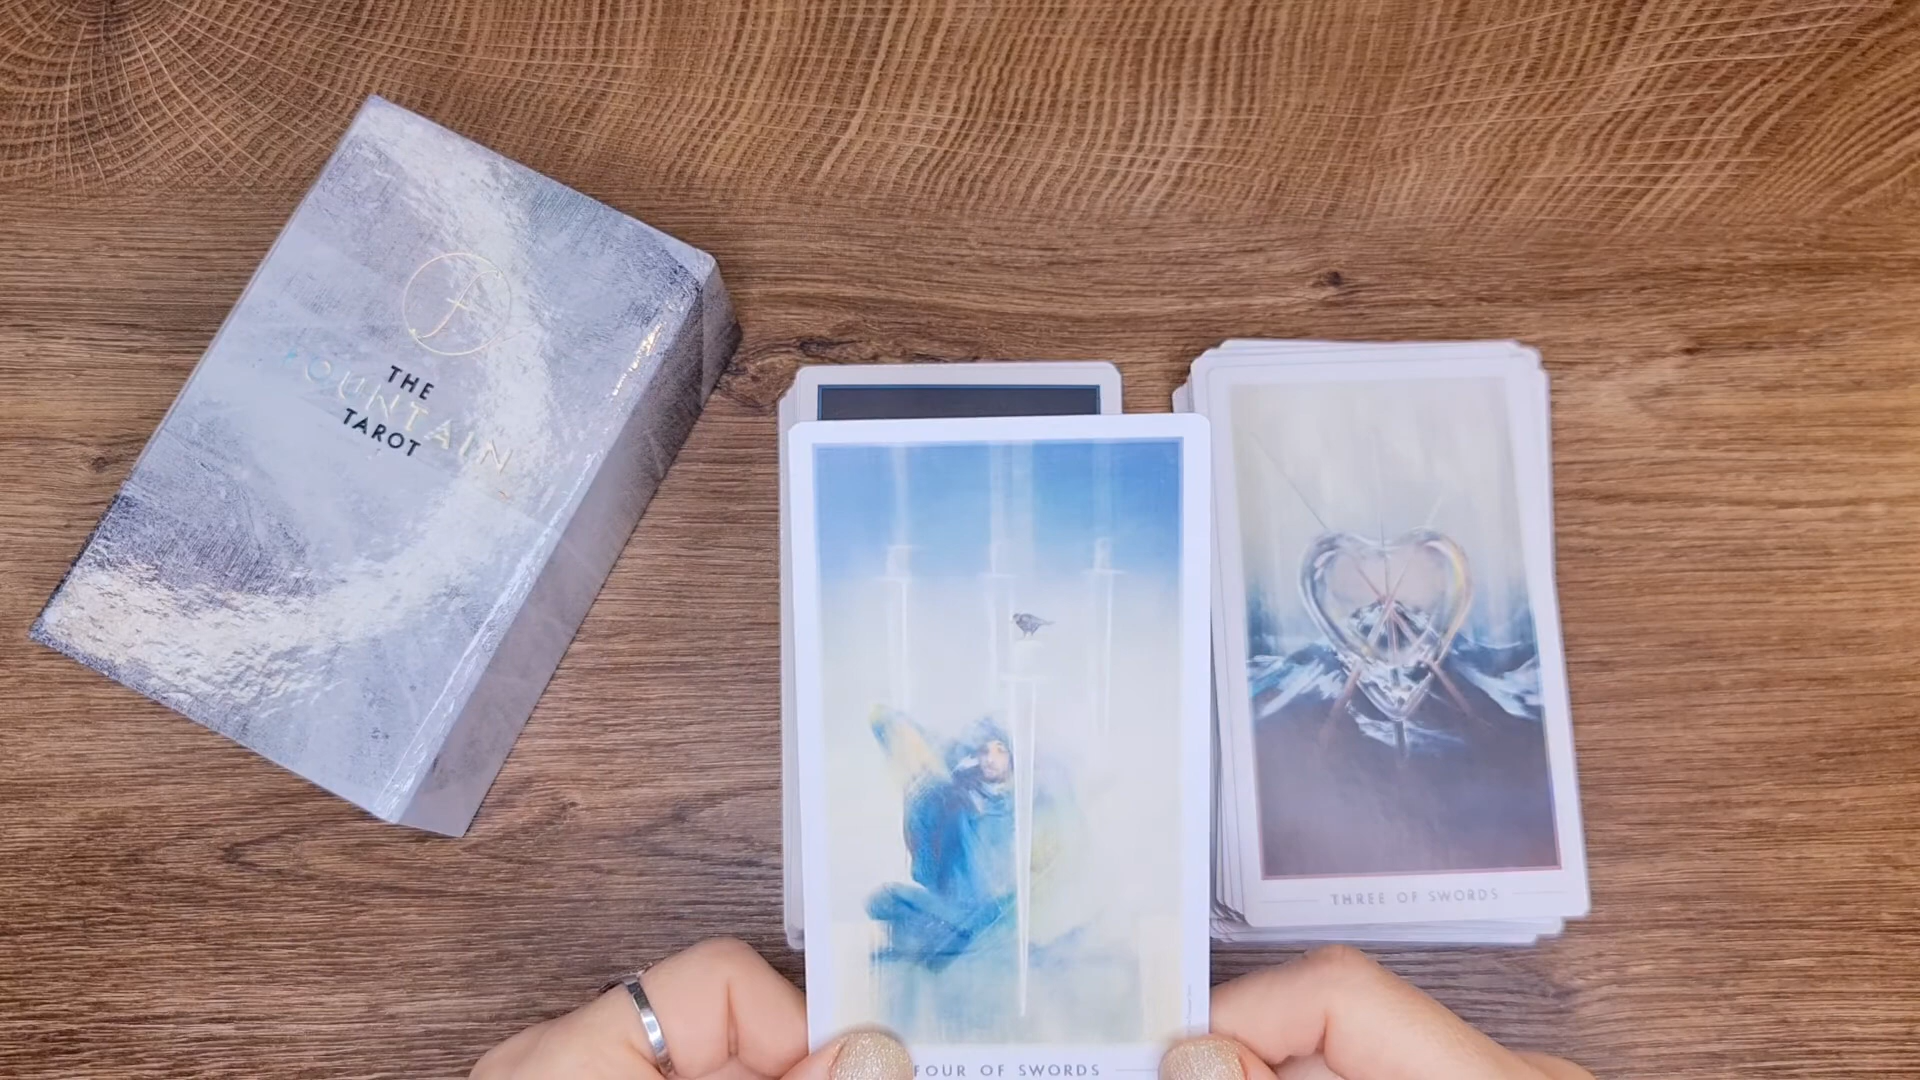 THE
FOUNTAIN
TAROT
FOUR OF SWORDS
THREE OF SWORDS